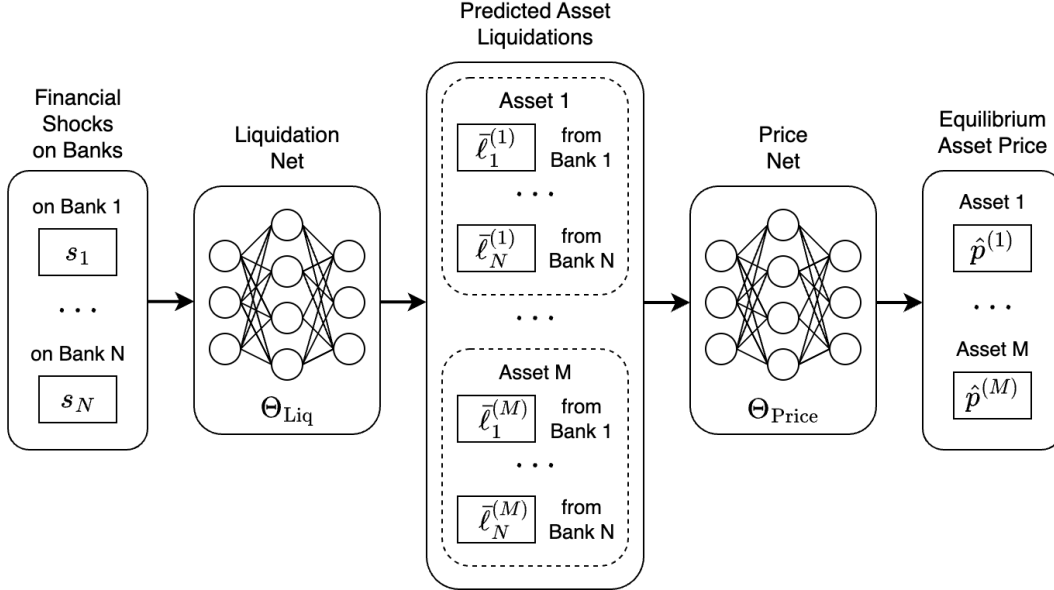 Financial
Shocks
on Banks
on Bank 1
s_1
...
on Bank N
s_N
Liquidation
Net
Θ_Liq
Predicted Asset
Liquidations
Asset 1
ℓ̄_1^(1) from
Bank 1
...
ℓ̄_N^(1) from
Bank N
...
Asset M
ℓ̄_1^(M) from
Bank 1
...
ℓ̄_N^(M) from
Bank N
Price
Net
Θ_Price
Equilibrium
Asset Price
Asset 1
p̂^(1)
...
Asset M
p̂^(M)